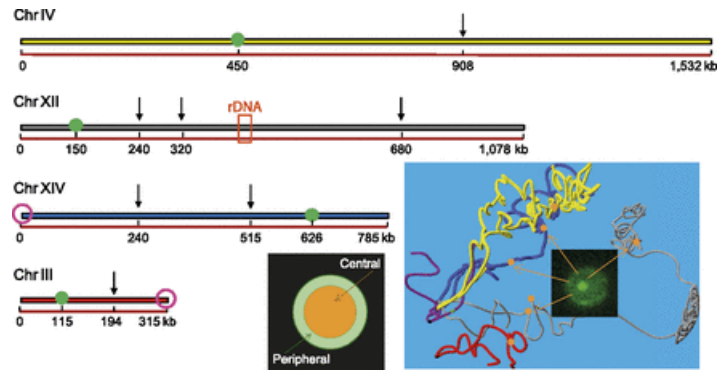 Chr IV
0 450 908 1,532 kb
Chr XII
rDNA
0 150 240 320 680 1,078 kb
Chr XIV
0 240 515 626 785 kb
Chr III
0 115 194 315 kb
Central
Peripheral